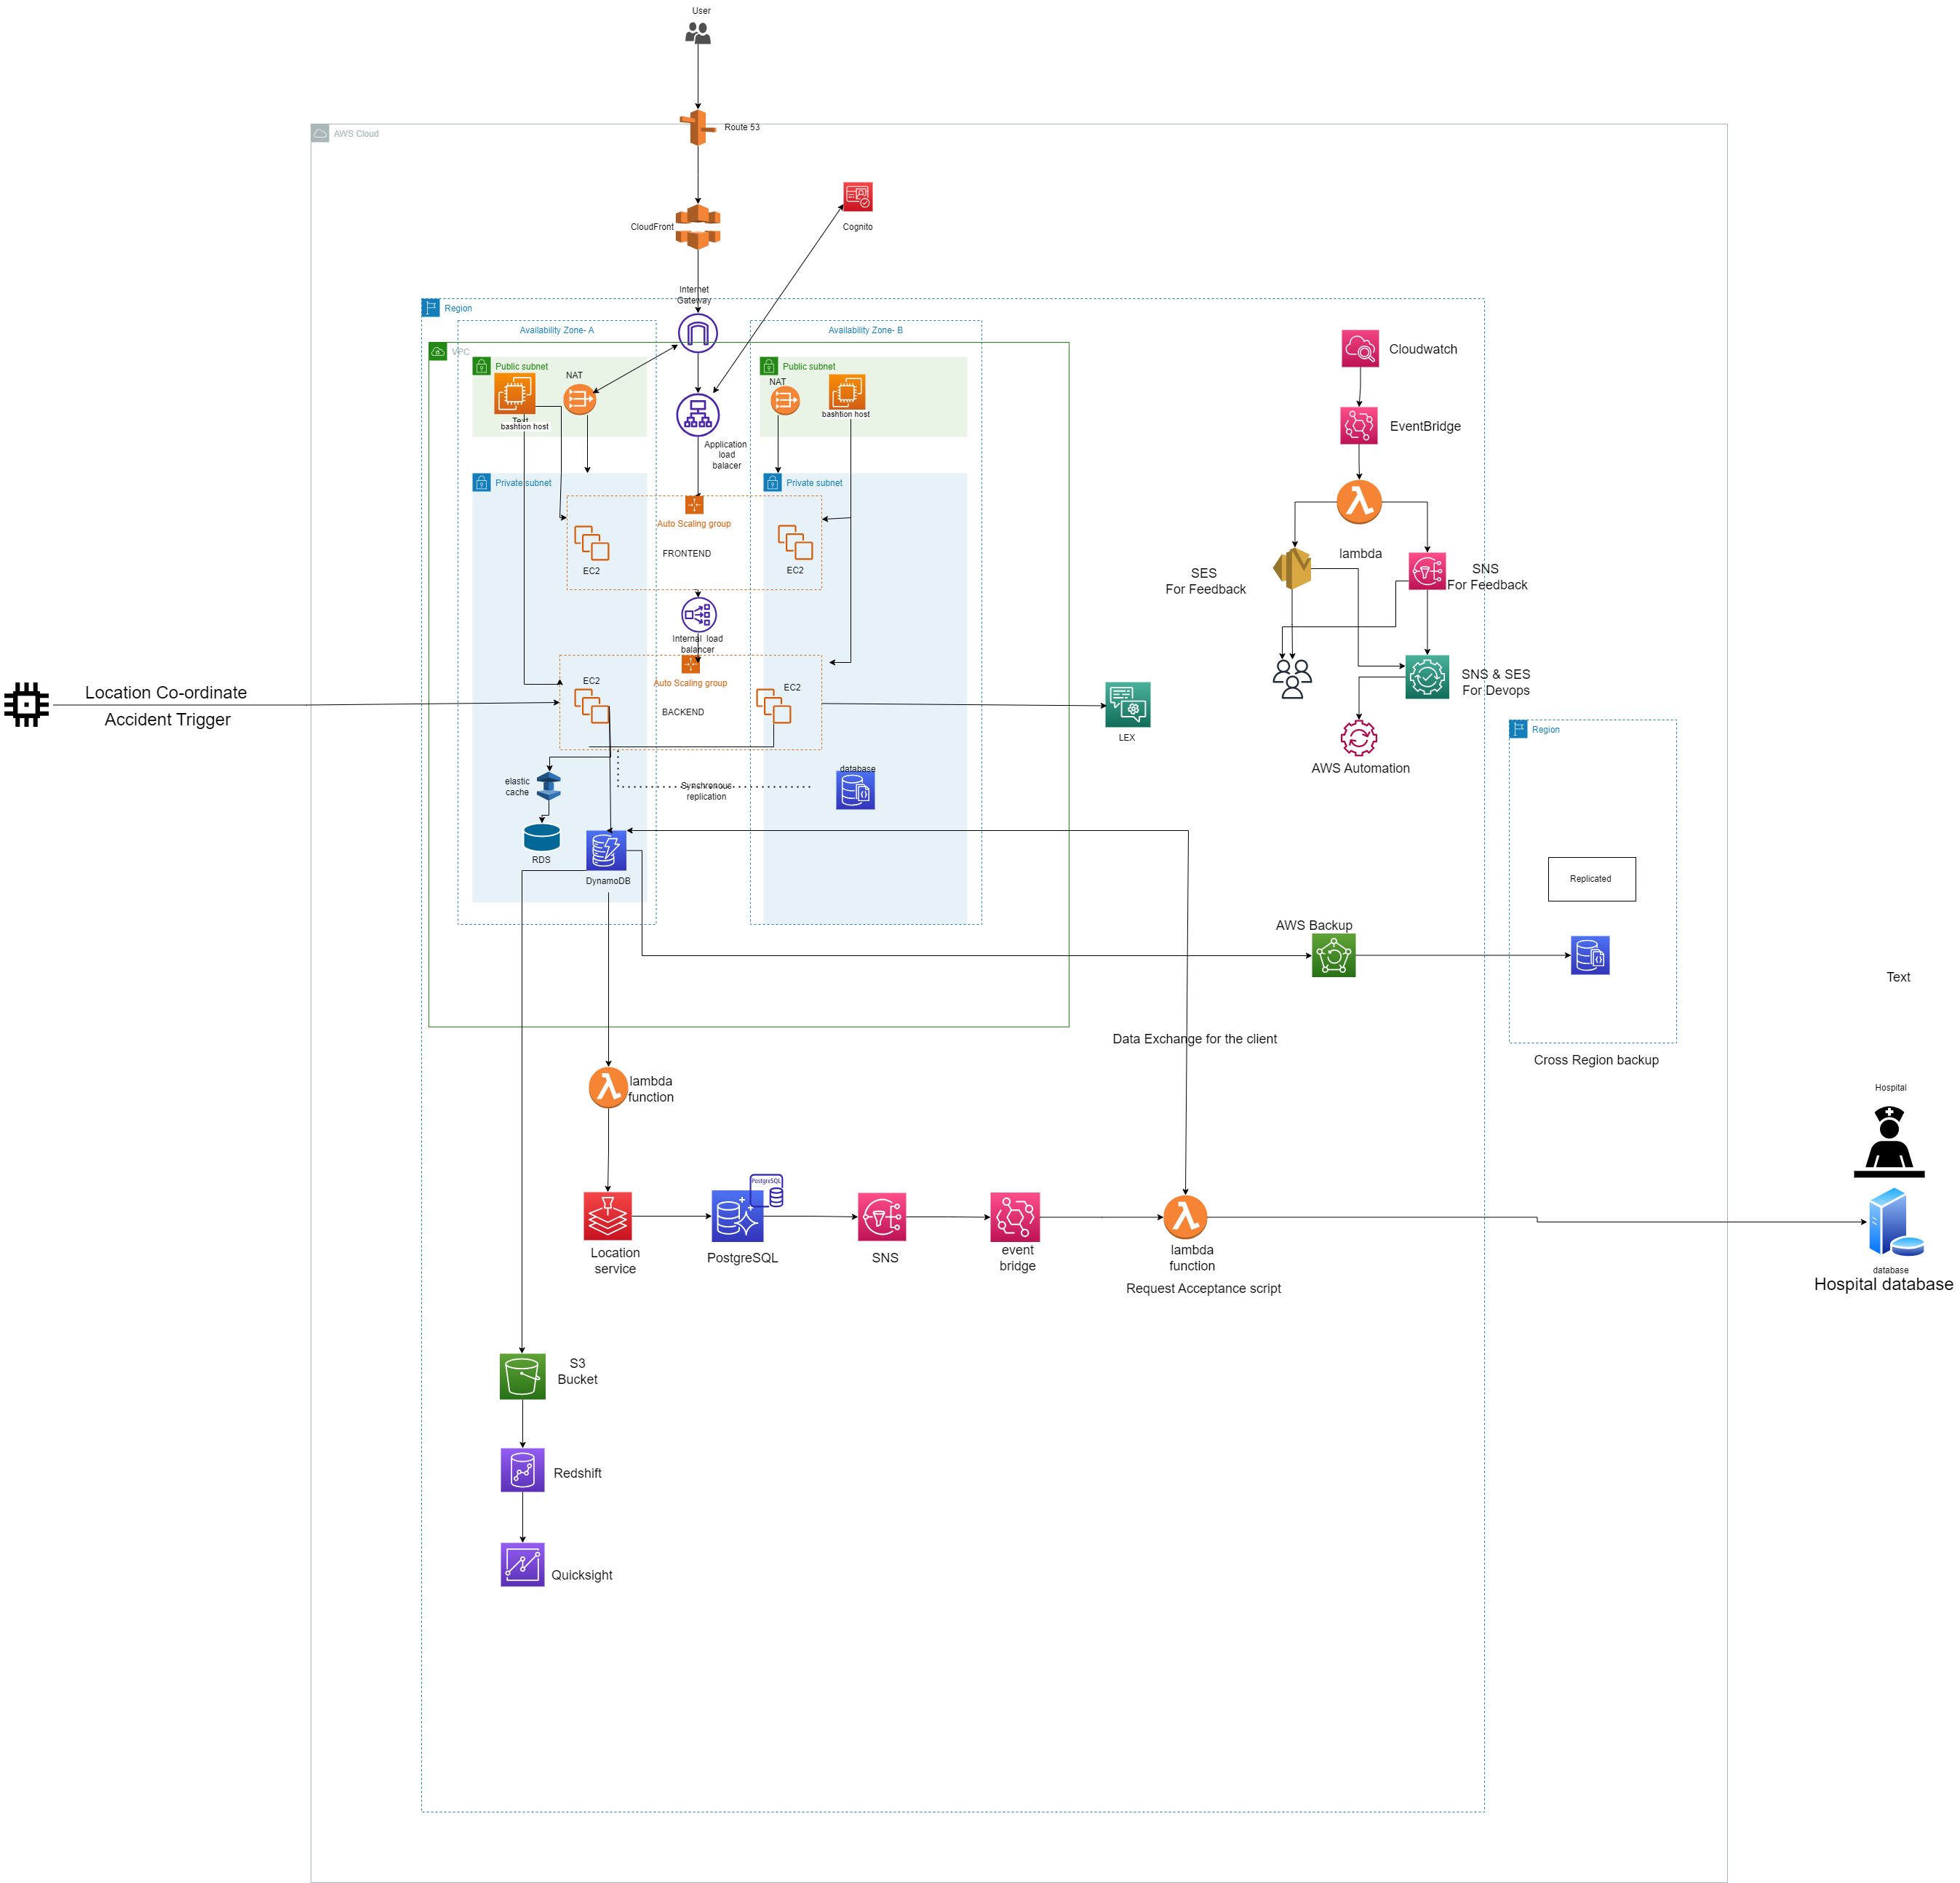 User
Route 53
AWS Cloud
CloudFront
Cognito
Internet
Gateway
Region
Availability Zone- A
Availability Zone- B
VPC
Public subnet
Public subnet
NAT
NAT
Text
bashtion host
bashtion host
Application
load
balacer
Private subnet
Private subnet
Auto Scaling group
FRONTEND
EC2
EC2
Internal load
balancer
Auto Scaling group
BACKEND
EC2
EC2
Location Co-ordinate
Accident Trigger
LEX
elastic
cache
Synchrenous
replication
database
RDS
DynamoDB
Cloudwatch
EventBridge
lambda
SES
For Feedback
SNS
For Feedback
SNS & SES
For Devops
AWS Automation
Region
Replicated
AWS Backup
Cross Region backup
Text
Data Exchange for the client
Hospital
database
Hospital database
lambda
function
Location
service
PostgreSQL
PostgreSQL
SNS
event
bridge
lambda
function
Request Acceptance script
S3
Bucket
Redshift
Quicksight